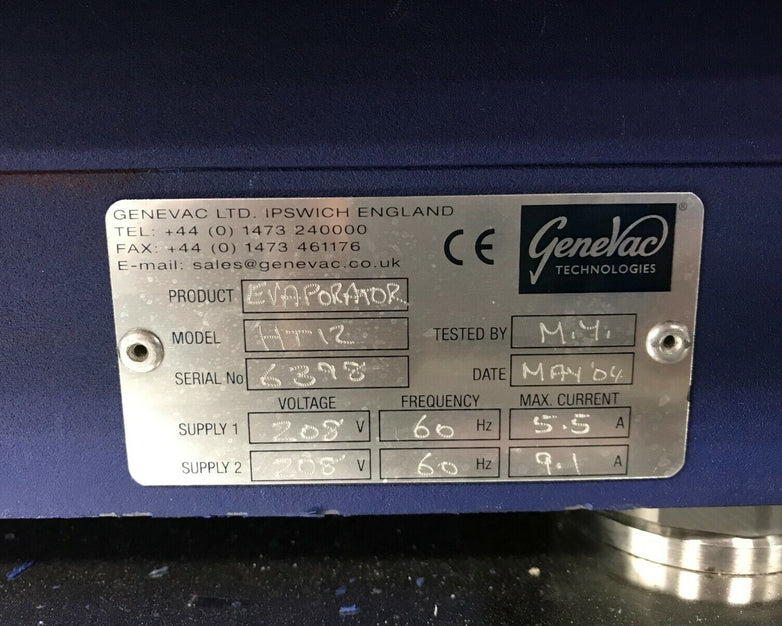 GENEVAC LTD. IPSWICH ENGLAND
TEL: +44 (0) 1473 240000
FAX: +44 (0) 1473 461176
E-mail: sales@genevac.co.uk
CE
GeneVac®
TECHNOLOGIES
PRODUCT EVAPORATOR
MODEL HT12 TESTED BY M.Y.
SERIAL No 6398 DATE MAY '04
VOLTAGE FREQUENCY MAX. CURRENT
SUPPLY 1 208 V 60 Hz 5.5 A
SUPPLY 2 208 V 60 Hz 9.1 A